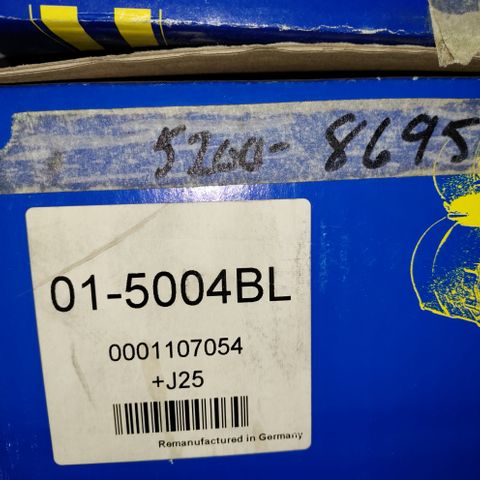 5260- 8695
01-5004BL
0001107054
+J25
Remanufactured in Germany